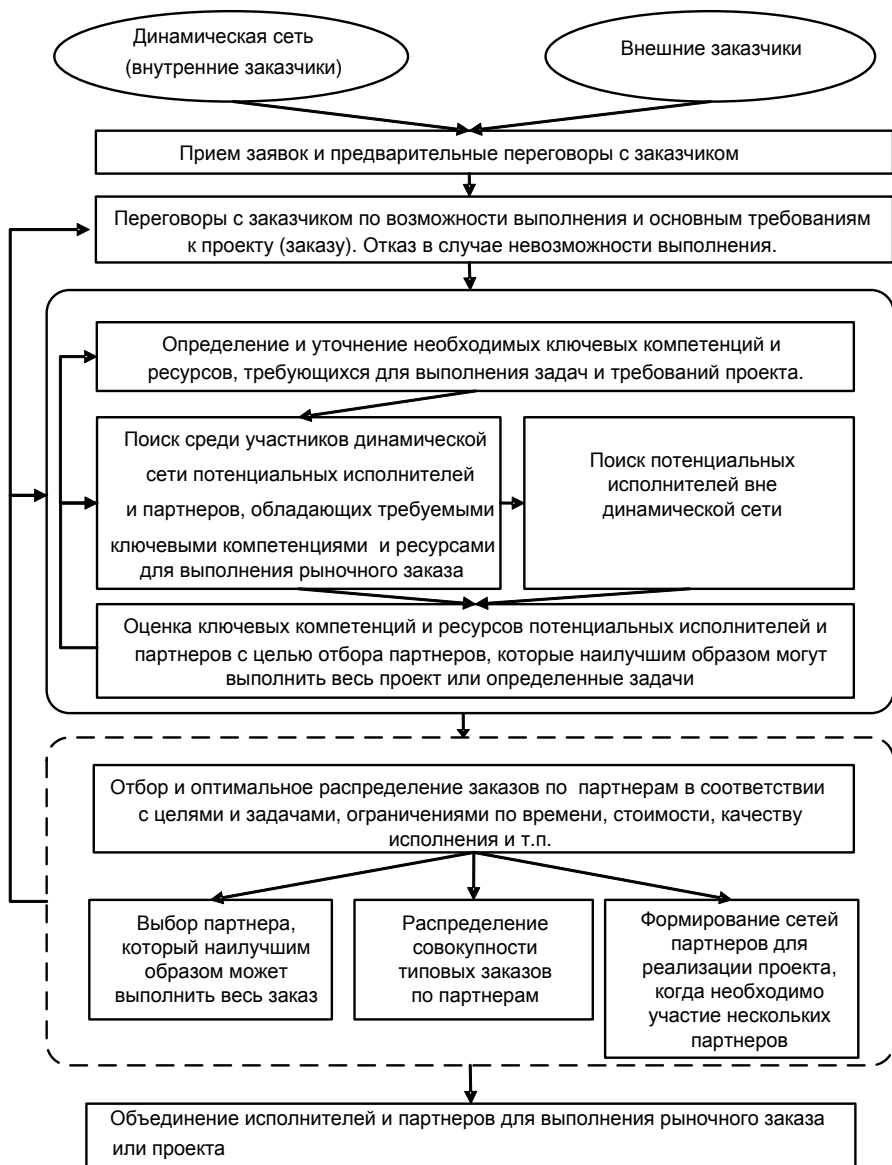 Динамическая сеть
(внутренние заказчики)
Внешние заказчики
Прием заявок и предварительные переговоры с заказчиком
Переговоры с заказчиком по возможности выполнения и основным требованиям
к проекту (заказу). Отказ в случае невозможности выполнения.
Определение и уточнение необходимых ключевых компетенций и
ресурсов, требующихся для выполнения задач и требований проекта.
Поиск среди участников динамической
сети потенциальных исполнителей
и партнеров, обладающих требуемыми
ключевыми компетенциями и ресурсами
для выполнения рыночного заказа
Поиск потенциальных
исполнителей вне
динамической сети
Оценка ключевых компетенций и ресурсов потенциальных исполнителей и
партнеров с целью отбора партнеров, которые наилучшим образом могут
выполнить весь проект или определенные задачи
Отбор и оптимальное распределение заказов по партнерам в соответствии
с целями и задачами, ограничениями по времени, стоимости, качеству
исполнения и т.п.
Выбор партнера,
который наилучшим
образом может
выполнить весь заказ
Распределение
совокупности
типовых заказов
по партнерам
Формирование сетей
партнеров для
реализации проекта,
когда необходимо
участие нескольких
партнеров
Объединение исполнителей и партнеров для выполнения рыночного заказа
или проекта